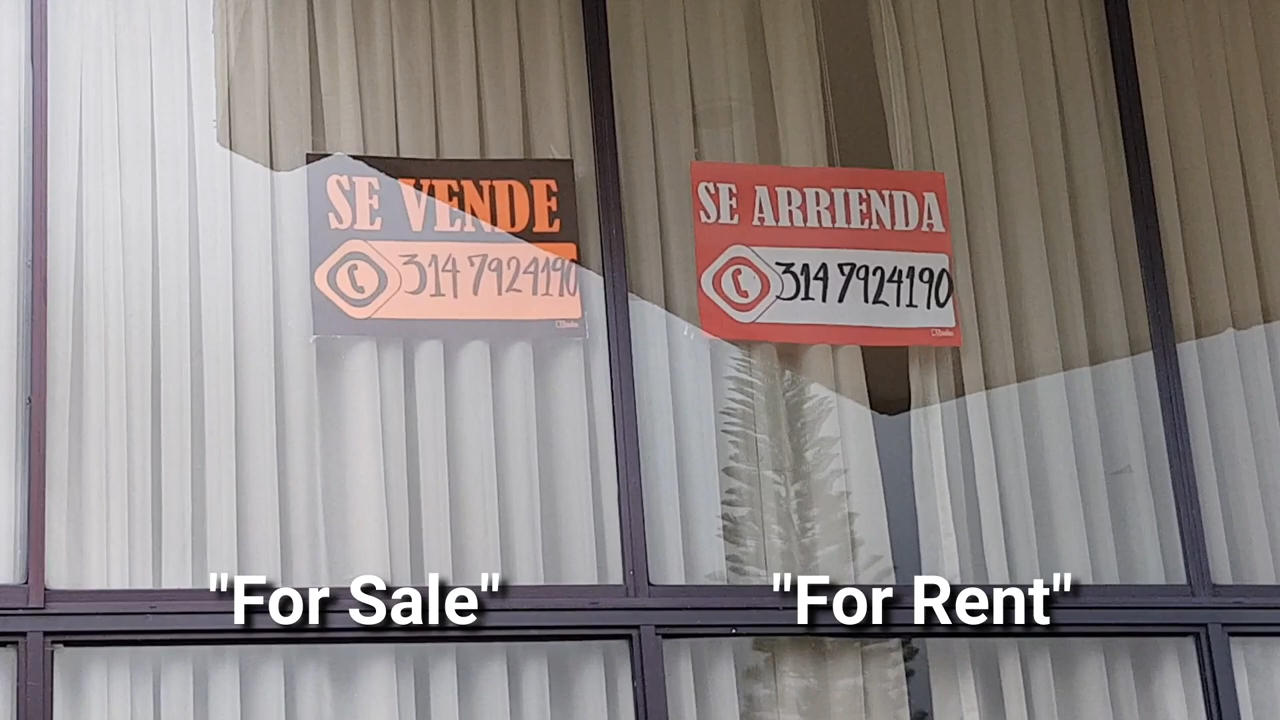 SE VENDE
314 7924190
SE ARRIENDA
314 7924190
"For Sale"
"For Rent"